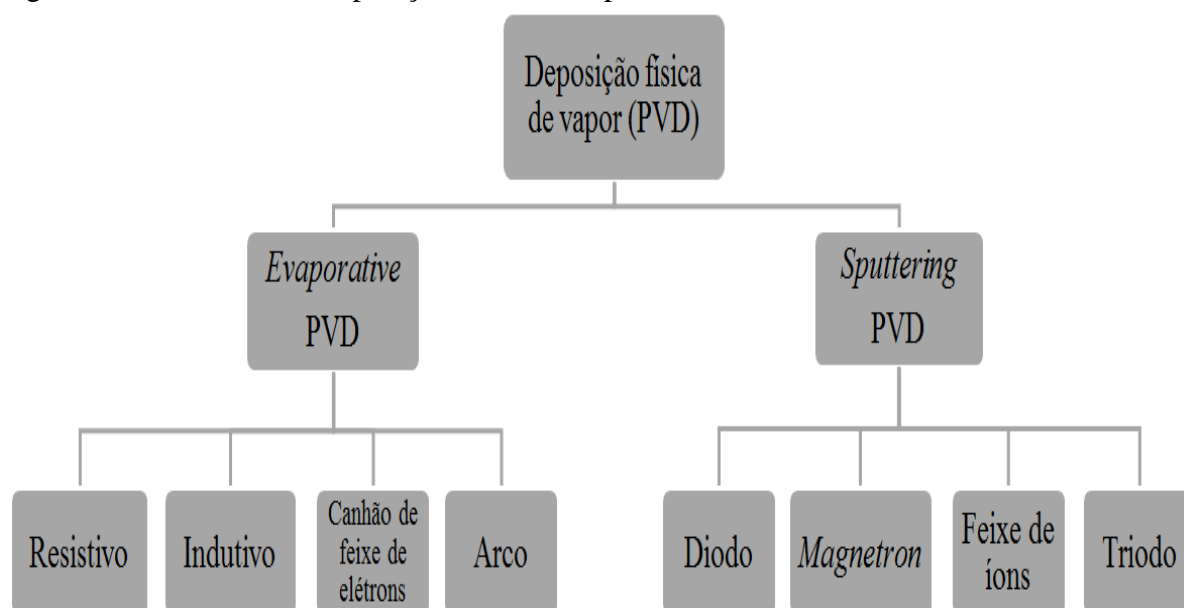 Deposição física
de vapor (PVD)
Evaporative
PVD
Sputtering
PVD
Resistivo
Indutivo
Canhão de
feixe de
elétrons
Arco
Diodo
Magnetron
Feixe de
íons
Triodo